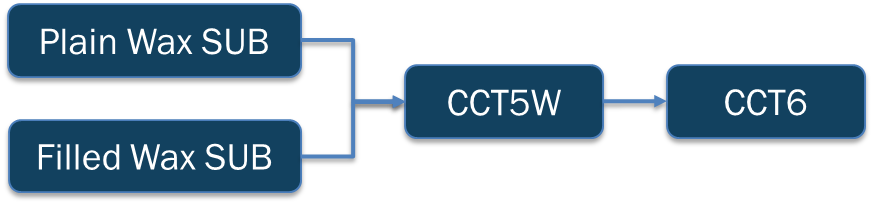 Plain Wax SUB
Filled Wax SUB
CCT5W
CCT6